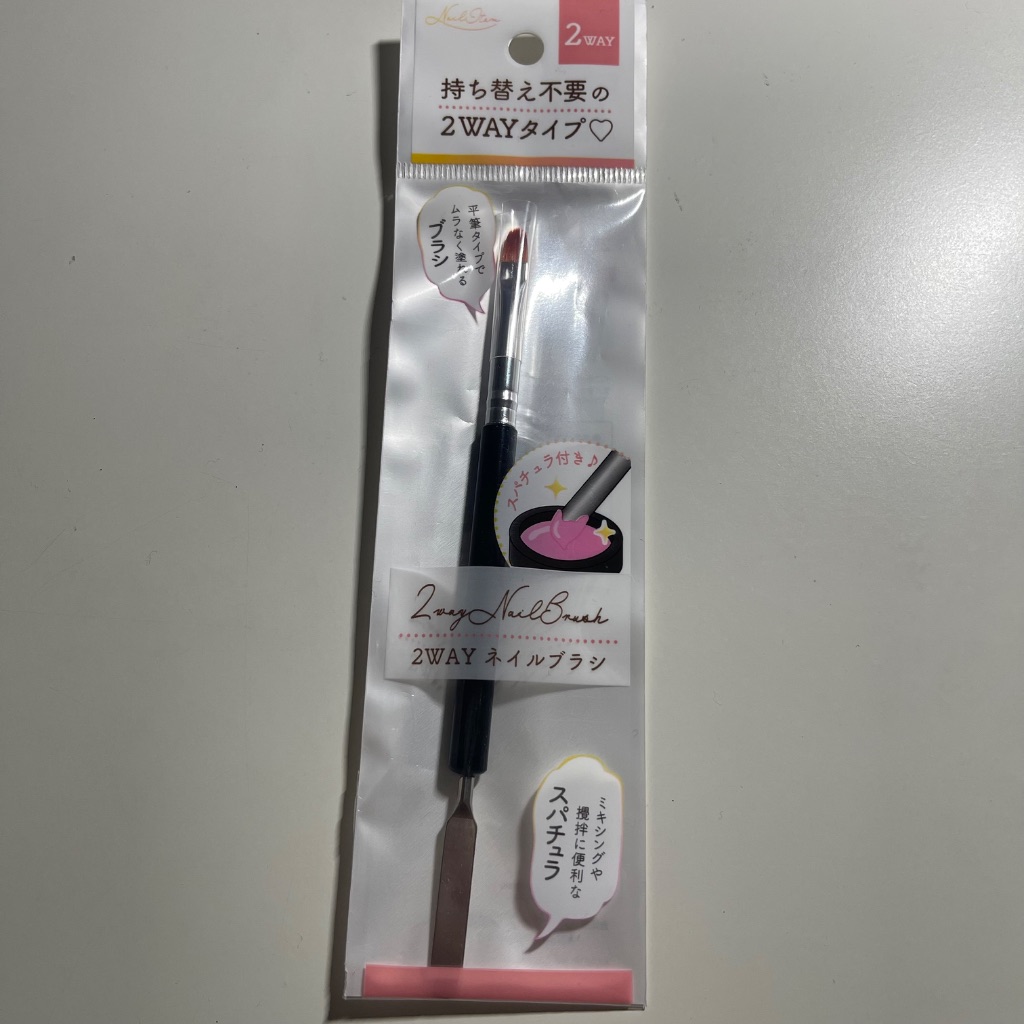 Nail Item
2WAY
持ち替え不要の
2WAYタイプ♡
平筆タイプで
ムラなく塗れる
ブラシ
スパチュラ付き♪
2way Nail Brush
2WAY ネイルブラシ
ミキシングや
攪拌に便利な
スパチュラ